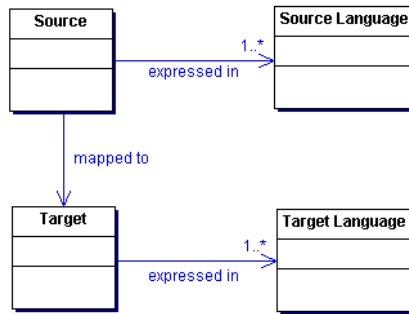 Source
Source Language
1..*
expressed in
mapped to
Target
Target Language
1..*
expressed in